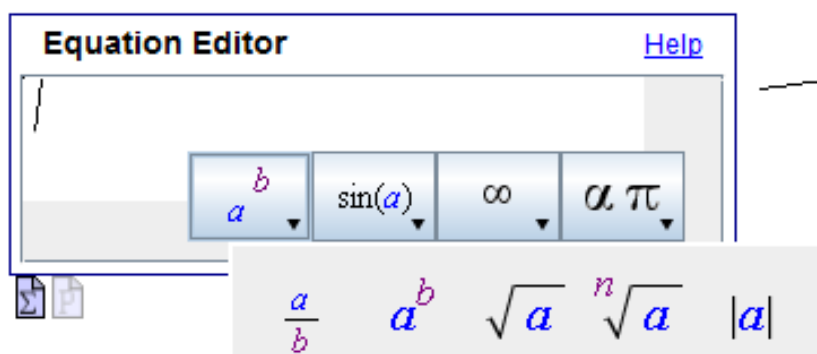 Equation Editor Help
a^b sin(a) ∞ α π
Σ P
a/b a^b √a ⁿ√a |a|